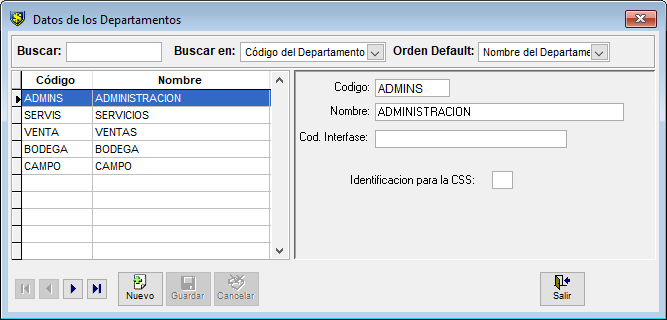 Datos de los Departamentos
Buscar: Buscar en: Código del Departamento Orden Default: Nombre del Departame
Código Nombre
ADMINS ADMINISTRACION
SERVIS SERVICIOS
VENTA VENTAS
BODEGA BODEGA
CAMPO CAMPO
Codigo: ADMINS
Nombre: ADMINISTRACION
Cod. Interfase:
Identificacion para la CSS:
Nuevo Guardar Cancelar Salir